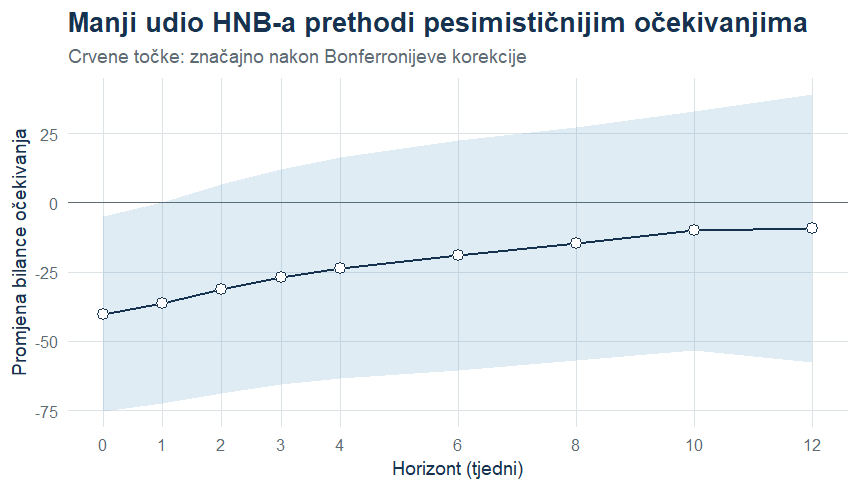 Manji udio HNB-a prethodi pesimističnijim očekivanjima
Crvene točke: značajno nakon Bonferronijeve korekcije
Promjena bilance očekivanja
25
0
-25
-50
-75
0 1 2 3 4 6 8 10 12
Horizont (tjedni)